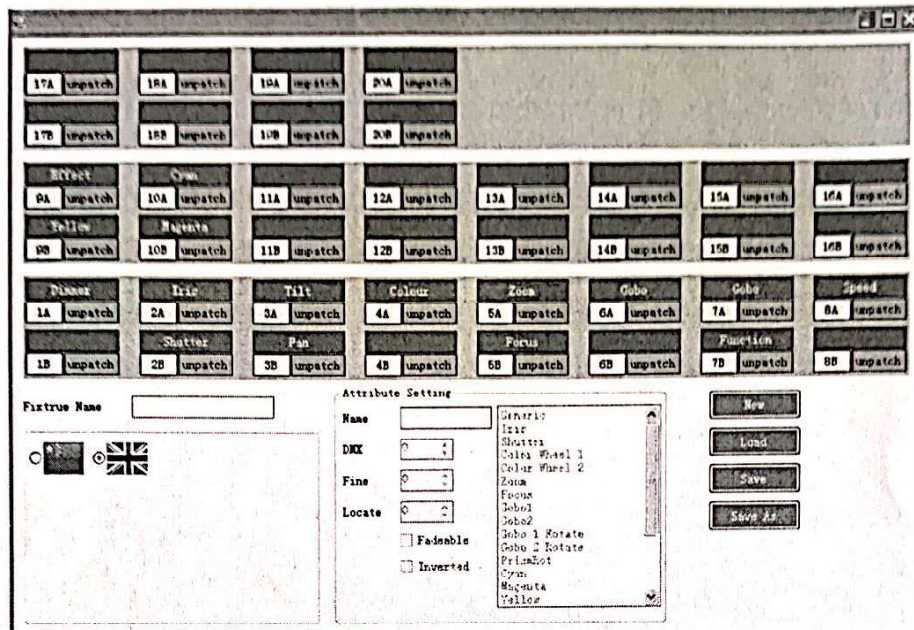 17A unpatch 18A unpatch 19A unpatch 20A unpatch
17B unpatch 18B unpatch 19B unpatch 20B unpatch
Effect Cyan
9A unpatch 10A unpatch 11A unpatch 12A unpatch 13A unpatch 14A unpatch 15A unpatch 16A unpatch
Yellow Magenta
9B unpatch 10B unpatch 11B unpatch 12B unpatch 13B unpatch 14B unpatch 15B unpatch 16B unpatch
Dimmer Iris Tilt Colour Zoom Gobo Gobo Speed
1A unpatch 2A unpatch 3A unpatch 4A unpatch 5A unpatch 6A unpatch 7A unpatch 8A unpatch
Shutter Pan Focus Function
1B unpatch 2B unpatch 3B unpatch 4B unpatch 5B unpatch 6B unpatch 7B unpatch 8B unpatch
Fixtrue Name
Attribute Setting
Name
DMX 0
Fine 0
Locate 0
Fadeable
Inverted
Generic
Iris
Shutter
Color Wheel 1
Color Wheel 2
Zoom
Focus
Gobo1
Gobo2
Gobo 1 Rotate
Gobo 2 Rotate
PrismRot
Cyan
Magenta
Yellow
New
Load
Save
Save As